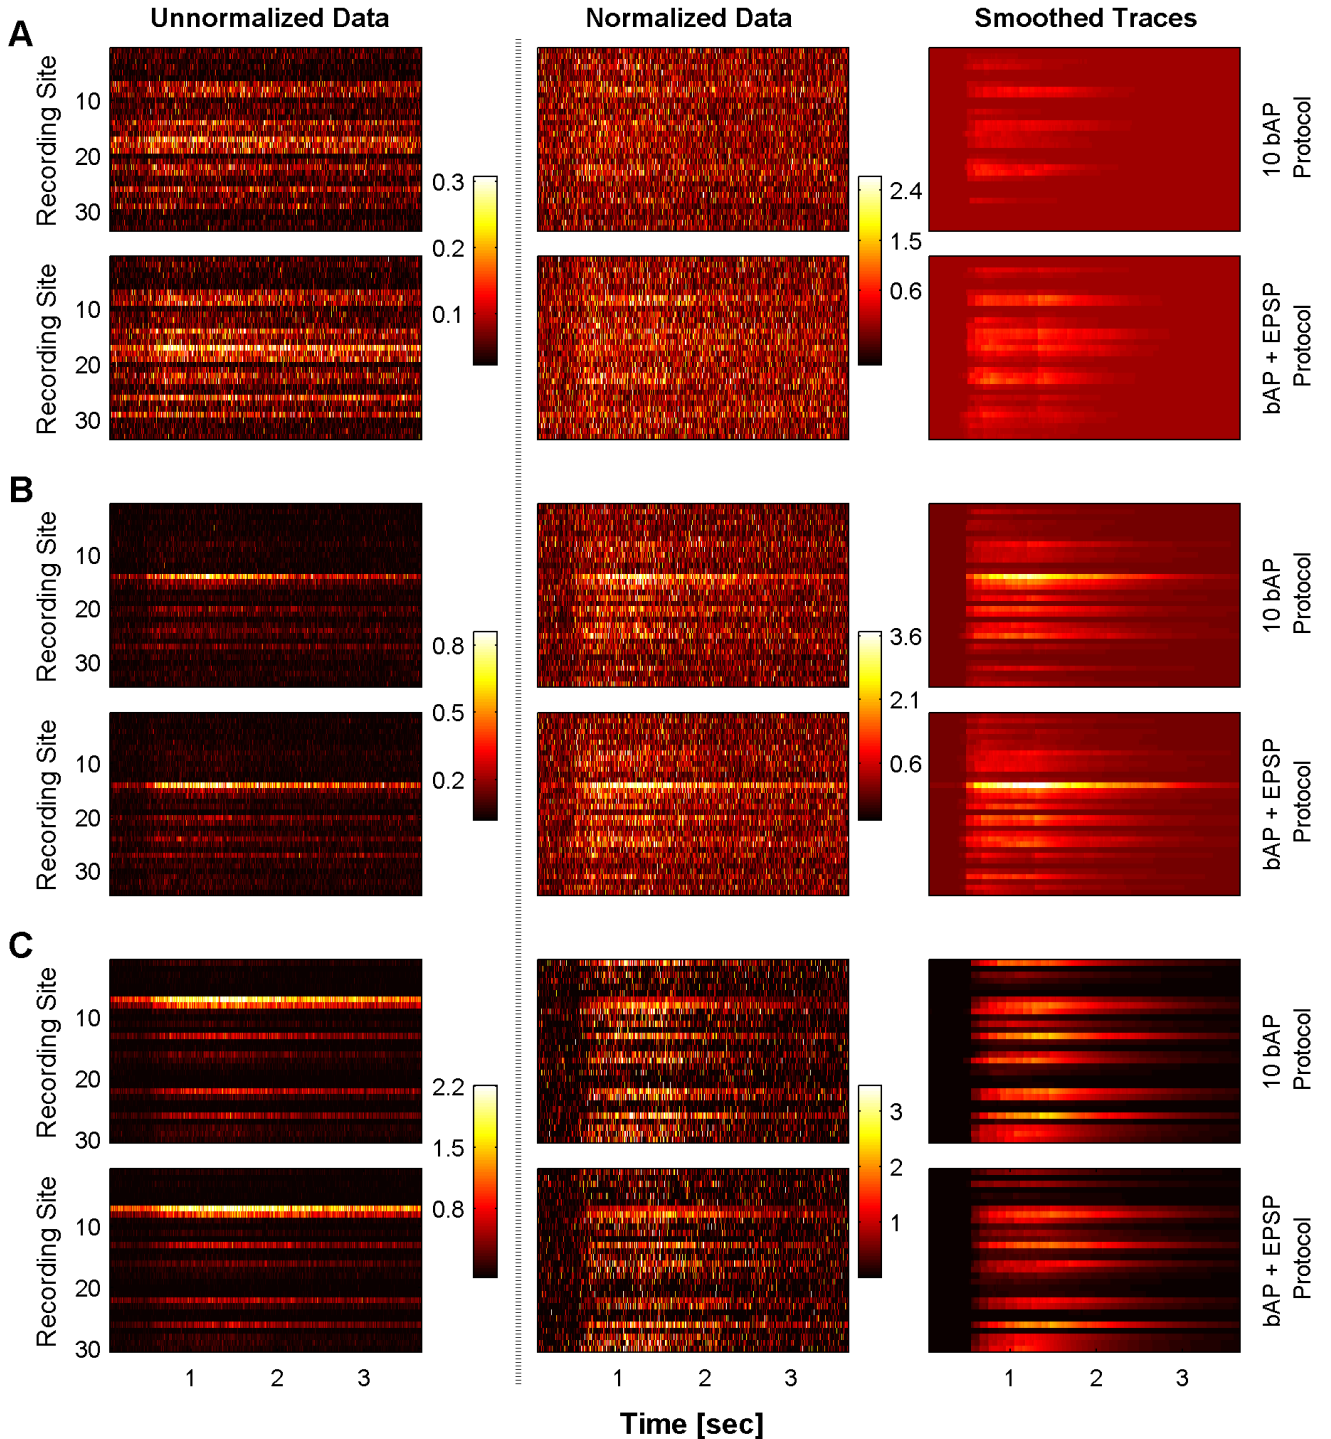 Unnormalized Data
Normalized Data
Smoothed Traces
A
Recording Site
10
20
30
0.3
0.2
0.1
2.4
1.5
0.6
10 bAP
Protocol
Recording Site
10
20
30
bAP + EPSP
Protocol
B
Recording Site
10
20
30
0.8
0.5
0.2
3.6
2.1
0.6
10 bAP
Protocol
Recording Site
10
20
30
bAP + EPSP
Protocol
C
Recording Site
10
20
30
2.2
1.5
0.8
3
2
1
10 bAP
Protocol
Recording Site
10
20
30
bAP + EPSP
Protocol
1 2 3
1 2 3
1 2 3
Time [sec]